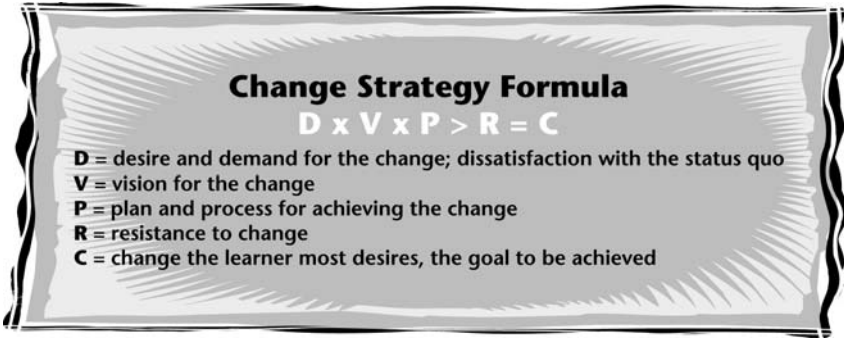 Change Strategy Formula
D x V x P > R = C
D = desire and demand for the change; dissatisfaction with the status quo
V = vision for the change
P = plan and process for achieving the change
R = resistance to change
C = change the learner most desires, the goal to be achieved